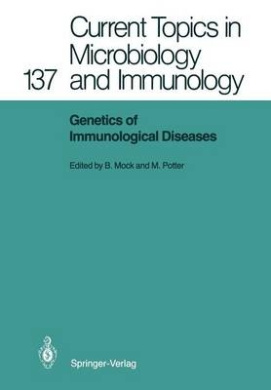 Current Topics in
Microbiology
137 and Immunology
Genetics of
Immunological Diseases
Edited by B. Mock and M. Potter
Springer-Verlag